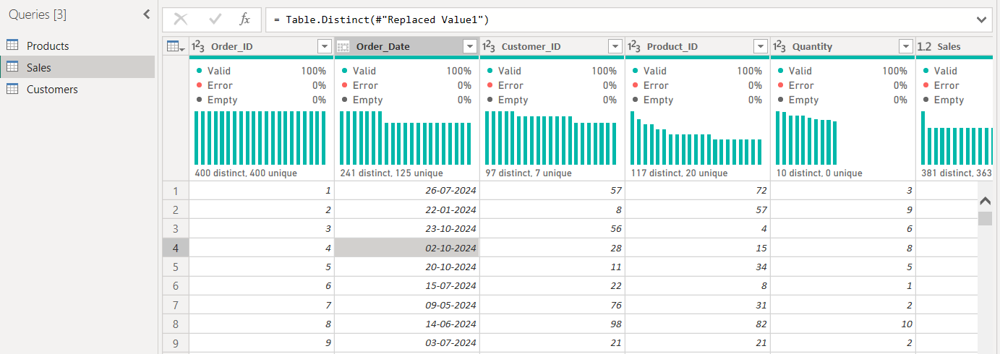 Queries [3]
Products
Sales
Customers
fx = Table.Distinct(#"Replaced Value1")
1²3 Order_ID Order_Date 1²3 Customer_ID 1²3 Product_ID 1²3 Quantity 1.2 Sales
Valid 100% Valid 100% Valid 100% Valid 100% Valid 100% Valid
Error 0% Error 0% Error 0% Error 0% Error 0% Error
Empty 0% Empty 0% Empty 0% Empty 0% Empty 0% Empty
400 distinct, 400 unique 241 distinct, 125 unique 97 distinct, 7 unique 117 distinct, 20 unique 10 distinct, 0 unique 381 distinct, 363
1 1 26-07-2024 57 72 3
2 2 22-01-2024 8 57 9
3 3 23-10-2024 56 4 6
4 4 02-10-2024 28 15 8
5 5 20-10-2024 11 34 5
6 6 15-07-2024 22 8 1
7 7 09-05-2024 76 31 2
8 8 14-06-2024 98 82 10
9 9 03-07-2024 21 21 2